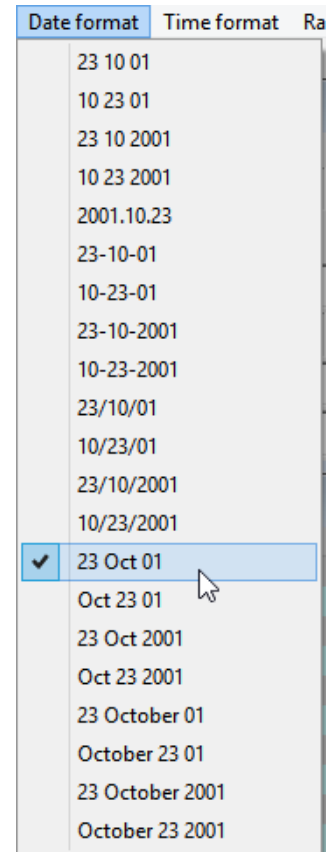 Date format Time format Ra
23 10 01
10 23 01
23 10 2001
10 23 2001
2001.10.23
23-10-01
10-23-01
23-10-2001
10-23-2001
23/10/01
10/23/01
23/10/2001
10/23/2001
23 Oct 01
Oct 23 01
23 Oct 2001
Oct 23 2001
23 October 01
October 23 01
23 October 2001
October 23 2001